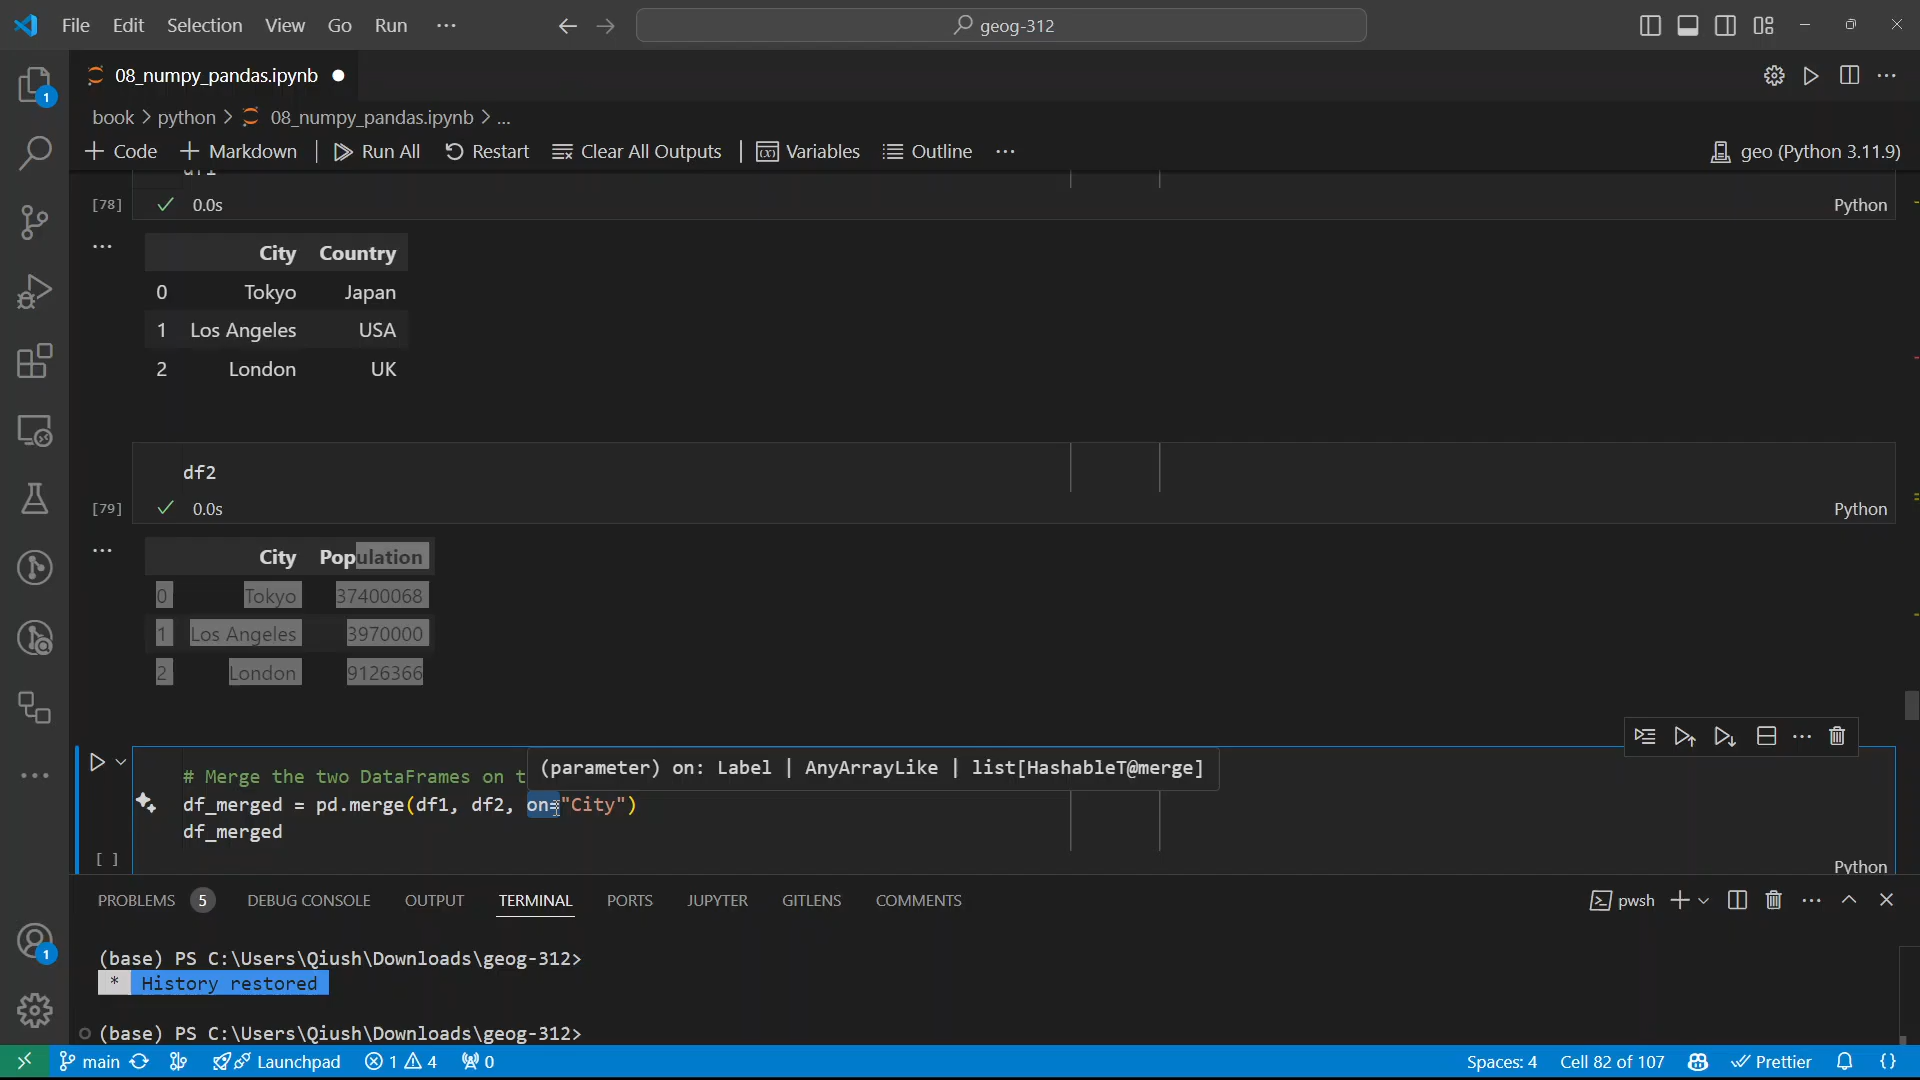 File Edit Selection View Go Run ···
geog-312
08_numpy_pandas.ipynb
1
book > python > 08_numpy_pandas.ipynb > ...
+ Code + Markdown Run All Restart Clear All Outputs Variables Outline ··· geo (Python 3.11.9)
df1
[78] 0.0s Python
City Country
0 Tokyo Japan
1 Los Angeles USA
2 London UK
df2
[79] 0.0s Python
City Population
0 Tokyo 37400068
1 Los Angeles 3970000
2 London 9126366
(parameter) on: Label | AnyArrayLike | list[HashableT@merge]
# Merge the two DataFrames on t
df_merged = pd.merge(df1, df2, on="City")
df_merged
[ ] Python
PROBLEMS 5 DEBUG CONSOLE OUTPUT TERMINAL PORTS JUPYTER GITLENS COMMENTS pwsh
(base) PS C:\Users\Qiush\Downloads\geog-312>
* History restored
1
(base) PS C:\Users\Qiush\Downloads\geog-312>
main Launchpad 1 4 0 Spaces: 4 Cell 82 of 107 Prettier {}